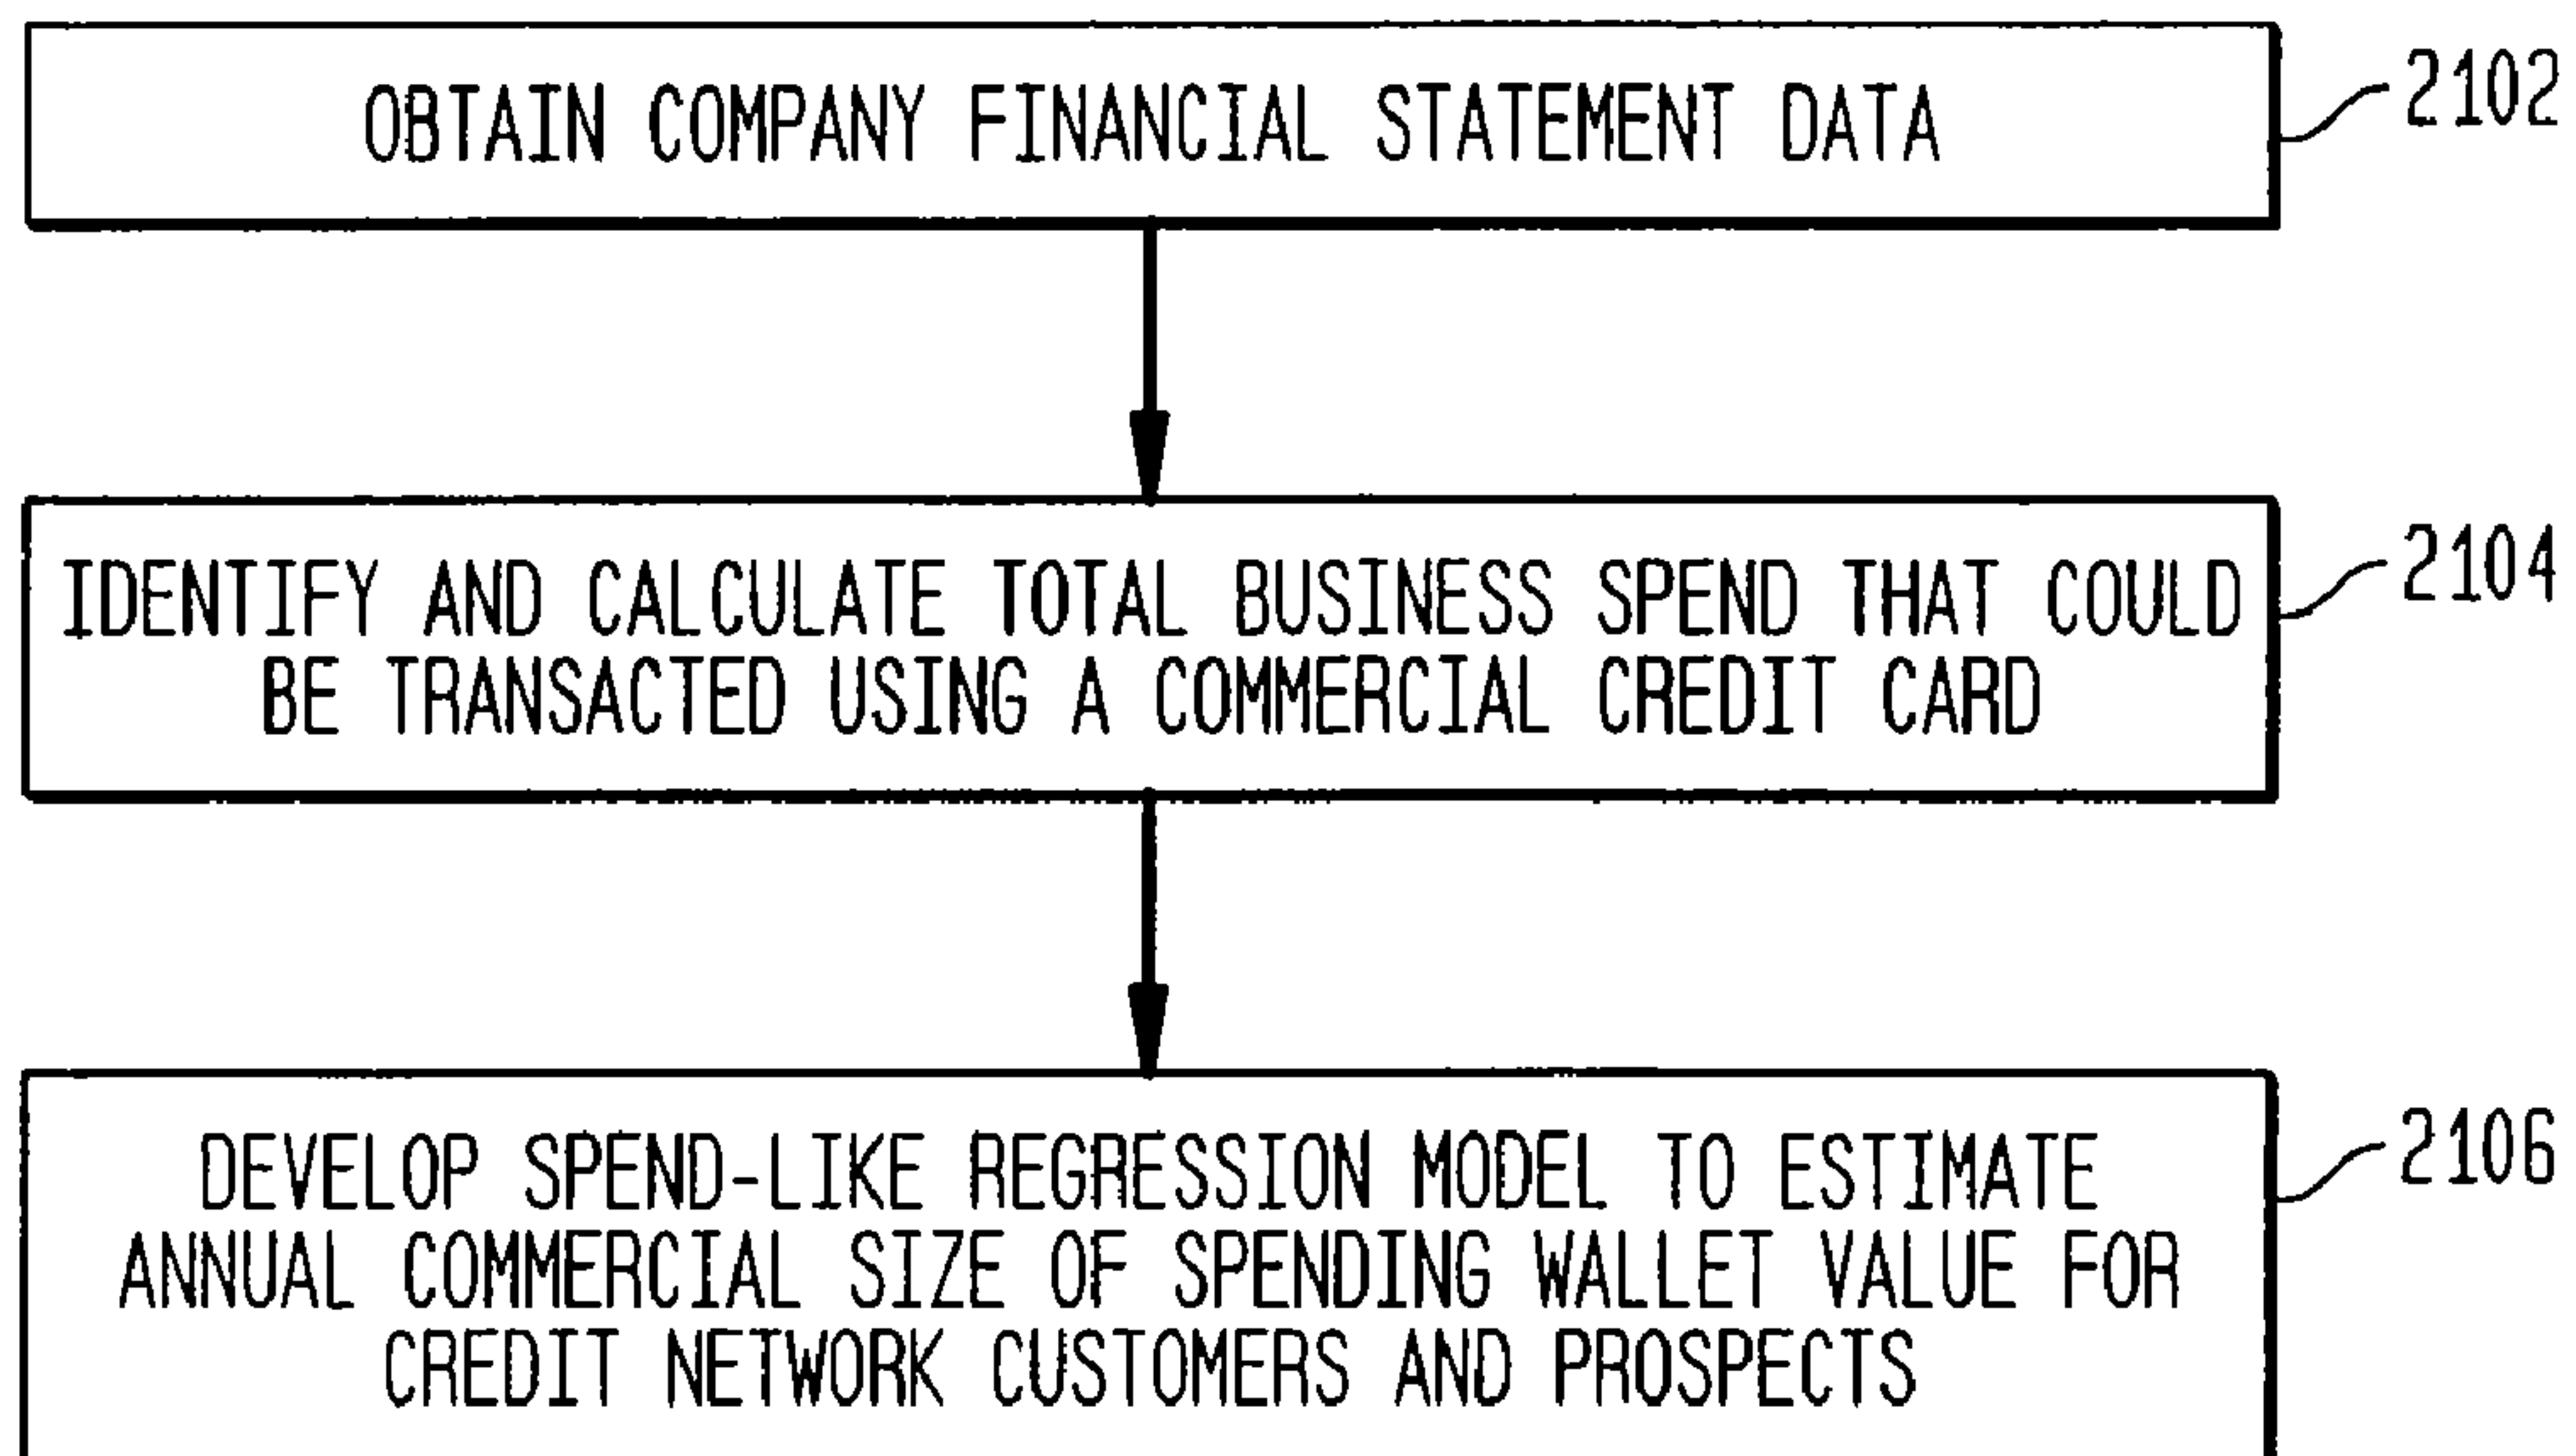 OBTAIN COMPANY FINANCIAL STATEMENT DATA
2102
IDENTIFY AND CALCULATE TOTAL BUSINESS SPEND THAT COULD
BE TRANSACTED USING A COMMERCIAL CREDIT CARD
2104
DEVELOP SPEND-LIKE REGRESSION MODEL TO ESTIMATE
ANNUAL COMMERCIAL SIZE OF SPENDING WALLET VALUE FOR
CREDIT NETWORK CUSTOMERS AND PROSPECTS
2106